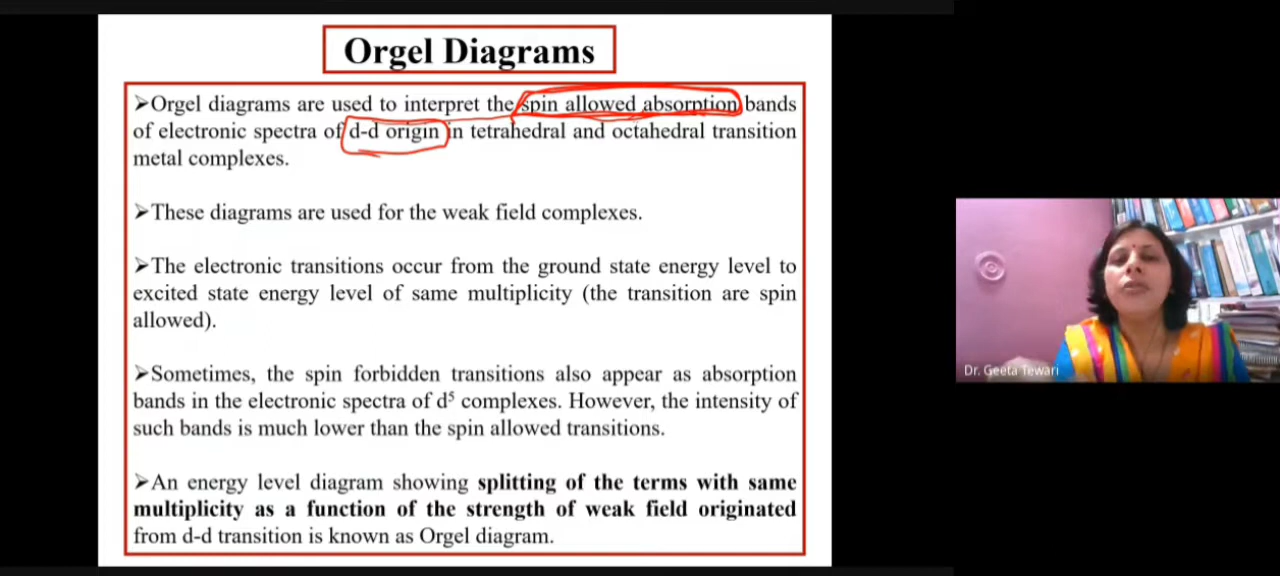 Orgel Diagrams
➢Orgel diagrams are used to interpret the spin allowed absorption bands
of electronic spectra of d-d origin in tetrahedral and octahedral transition
metal complexes.
➢These diagrams are used for the weak field complexes.
➢The electronic transitions occur from the ground state energy level to
excited state energy level of same multiplicity (the transition are spin
allowed).
➢Sometimes, the spin forbidden transitions also appear as absorption
bands in the electronic spectra of d⁵ complexes. However, the intensity of
such bands is much lower than the spin allowed transitions.
➢An energy level diagram showing splitting of the terms with same
multiplicity as a function of the strength of weak field originated
from d-d transition is known as Orgel diagram.
Dr. Geeta Tewari